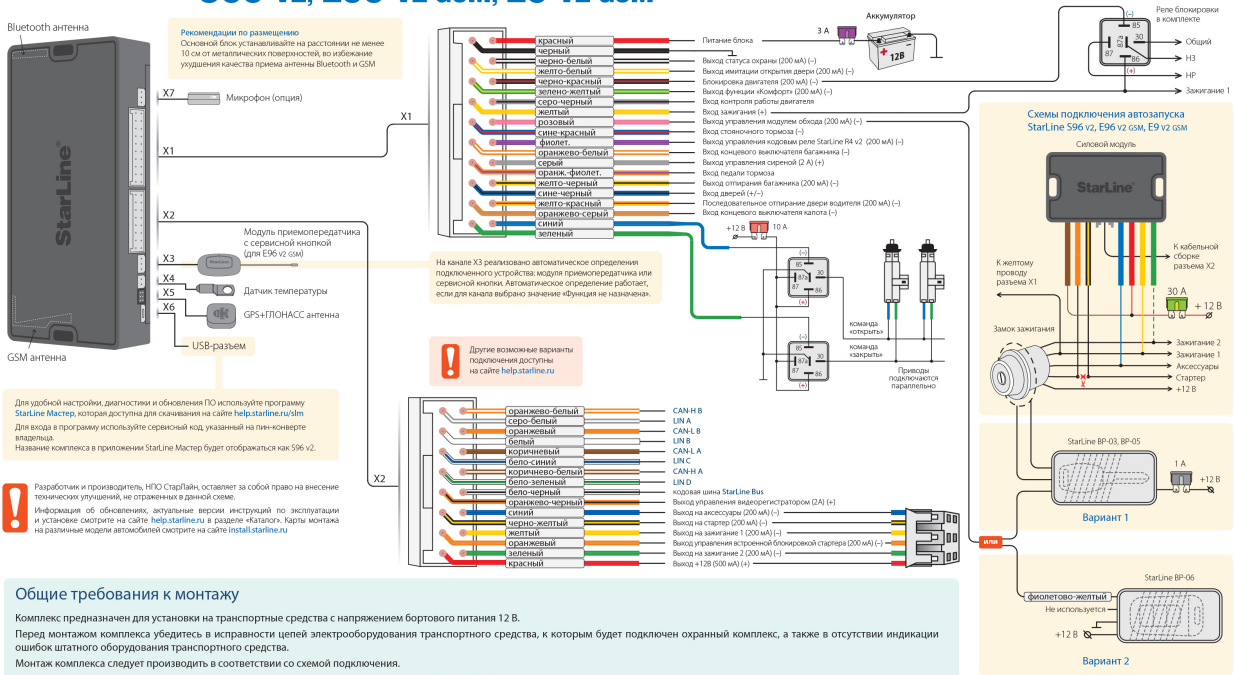 Bluetooth антенна
Рекомендации по размещению
Основной блок устанавливайте на расстоянии не менее
10 см от металлических поверхностей, во избежание
ухудшения качества приема антенны Bluetooth и GSM
StarLine
X7
Микрофон (опция)
X1
X2
Модуль приемопередатчика
с сервисной кнопкой
(для E96 V2 GSM)
X3
StarLine
X4
Датчик температуры
X5
GPS+ГЛОНАСС антенна
X6
USB-разъем
GSM антенна
X1
красный
Питание блока
черный
черно-белый
Выход статуса охраны (200 мА) (–)
желто-белый
Выход имитации открытия двери (200 мА) (–)
черно-красный
Блокировка двигателя (200 мА) (–)
зелено-желтый
Выход функции «Комфорт» (200 мА) (–)
серо-черный
Вход контроля работы двигателя
желтый
Вход зажигания (+)
розовый
Выход управления модулем обхода (200 мА) (–)
сине-красный
Вход стояночного тормоза (–)
фиолет.
Выход управления кодовым реле StarLine R4 v2 (200 мА) (–)
оранжево-белый
Вход концевого выключателя багажника (–)
серый
Выход управления сиреной (2 А) (+)
оранж.-фиолет.
Вход педали тормоза
желто-черный
Выход отпирания багажника (200 мА) (–)
сине-черный
Вход дверей (+/–)
желто-красный
Последовательное отпирание двери водителя (200 мА) (–)
оранжево-серый
Вход концевого выключателя капота (–)
синий
зеленый
3 А
Аккумулятор
12В
Реле блокировки
в комплекте
(–)
85
87a
30
87
86
(+)
Общий
НЗ
НР
Зажигание 1
+12 В
10 А
(–)
85
87a
30
87
86
(+)
команда
«открыть»
команда
«закрыть»
(–)
85
87a
30
87
86
(+)
Приводы
подключаются
параллельно
На канале X3 реализовано автоматическое определения
подключенного устройства: модуля приемопередатчика или
сервисной кнопки. Автоматическое определение работает,
если для канала выбрано значение «Функция не назначена».
Другие возможные варианты
подключения доступны
на сайте help.starline.ru
Для удобной настройки, диагностики и обновления ПО используйте программу
StarLine Мастер, которая доступна для скачивания на сайте help.starline.ru/slm
Для входа в программу используйте сервисный код, указанный на пин-конверте
владельца.
Название комплекса в приложении StarLine Мастер будет отображаться как S96 v2.
Разработчик и производитель, НПО СтарЛайн, оставляет за собой право на внесение
технических улучшений, не отраженных в данной схеме.
Информация об обновлениях, актуальные версии инструкций по эксплуатации
и установке смотрите на сайте help.starline.ru в разделе «Каталог». Карты монтажа
на различные модели автомобилей смотрите на сайте install.starline.ru
X2
оранжево-белый
CAN-H B
серо-белый
LIN A
оранжевый
CAN-L B
белый
LIN B
коричневый
CAN-L A
бело-синий
LIN C
коричнево-белый
CAN-H A
бело-зеленый
LIN D
бело-черный
кодовая шина StarLine Bus
оранжево-черный
Выход управления видеорегистратором (2А) (+)
синий
Выход на аксессуары (200 мА) (–)
черно-желтый
Выход на стартер (200 мА) (–)
желтый
Выход на зажигание 1 (200 мА) (–)
оранжевый
Выход управления встроенной блокировкой стартера (200 мА) (–)
зеленый
Выход на зажигание 2 (200 мА) (–)
красный
Выход +12В (500 мА) (+)
Схемы подключения автозапуска
StarLine S96 V2, E96 V2 GSM, E9 V2 GSM
Силовой модуль
StarLine
К кабельной
сборке
разъема X2
К желтому
проводу
разъема X1
30 А
+ 12 В
Замок зажигания
Зажигание 2
Зажигание 1
Аксессуары
Стартер
+12 В
StarLine BP-03, BP-05
1 А
+12 В
Вариант 1
или
StarLine BP-06
фиолетово-желтый
Не используется
+12 В
Вариант 2
Общие требования к монтажу
Комплекс предназначен для установки на транспортные средства с напряжением бортового питания 12 В.
Перед монтажом комплекса убедитесь в исправности цепей электрооборудования транспортного средства, к которым будет подключен охранный комплекс, а также в отсутствии индикации
ошибок штатного оборудования транспортного средства.
Монтаж комплекса следует производить в соответствии со схемой подключения.